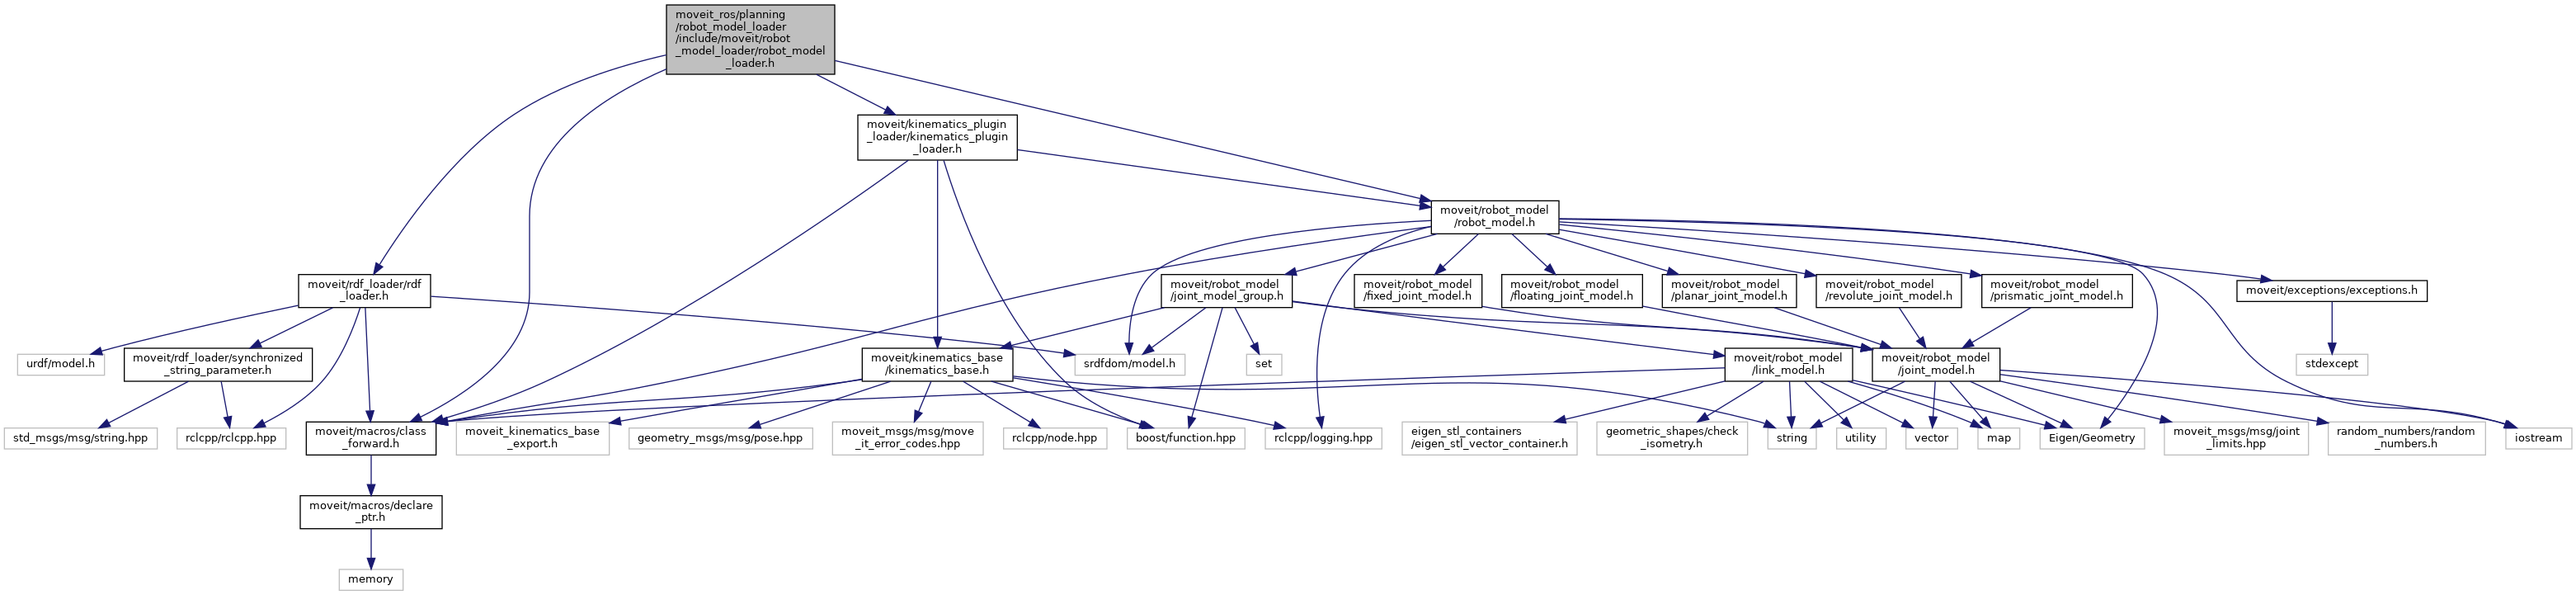 moveit_ros/planning
/robot_model_loader
/include/moveit/robot
_model_loader/robot_model
_loader.h
moveit/kinematics_plugin
_loader/kinematics_plugin
_loader.h
moveit/robot_model
/robot_model.h
moveit/rdf_loader/rdf
_loader.h
moveit/robot_model
/joint_model_group.h
moveit/robot_model
/fixed_joint_model.h
moveit/robot_model
/floating_joint_model.h
moveit/robot_model
/planar_joint_model.h
moveit/robot_model
/revolute_joint_model.h
moveit/robot_model
/prismatic_joint_model.h
moveit/exceptions/exceptions.h
urdf/model.h
moveit/rdf_loader/synchronized
_string_parameter.h
moveit/kinematics_base
/kinematics_base.h
srdfdom/model.h
set
moveit/robot_model
/link_model.h
moveit/robot_model
/joint_model.h
stdexcept
std_msgs/msg/string.hpp
rclcpp/rclcpp.hpp
moveit/macros/class
_forward.h
moveit_kinematics_base
_export.h
geometry_msgs/msg/pose.hpp
moveit_msgs/msg/move
_it_error_codes.hpp
rclcpp/node.hpp
boost/function.hpp
rclcpp/logging.hpp
eigen_stl_containers
/eigen_stl_vector_container.h
geometric_shapes/check
_isometry.h
string
utility
vector
map
Eigen/Geometry
moveit_msgs/msg/joint
_limits.hpp
random_numbers/random
_numbers.h
iostream
moveit/macros/declare
_ptr.h
memory